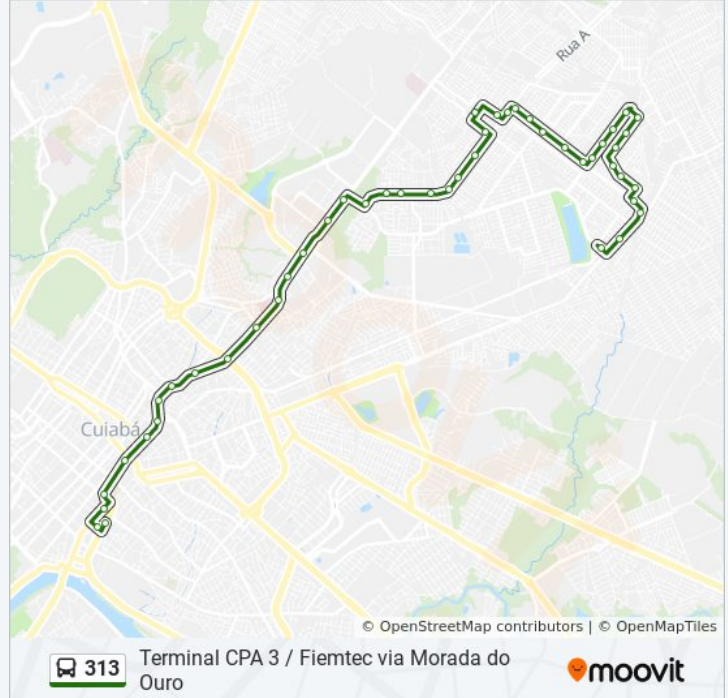 Rua A
Cuiabá
© OpenStreetMap contributors | © OpenMapTiles
313
Terminal CPA 3 / Fiemtec via Morada do
Ouro
moovit